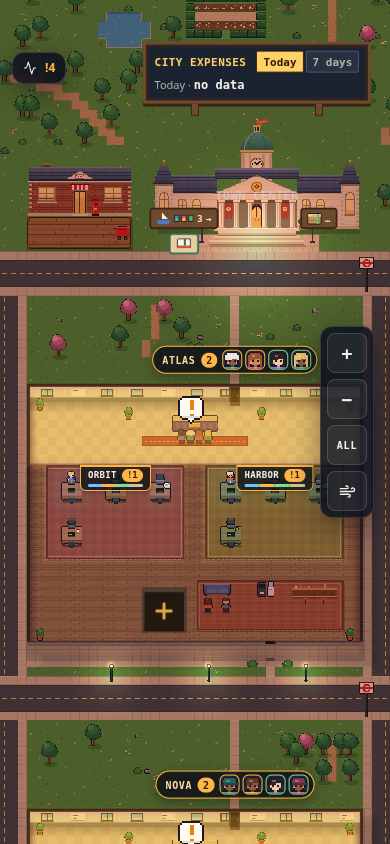 !4
CITY EXPENSES Today 7 days
Today · no data
3 →
…
ATLAS 2
+
−
ALL
!
ORBIT !1
HARBOR !1
+
NOVA 2
!